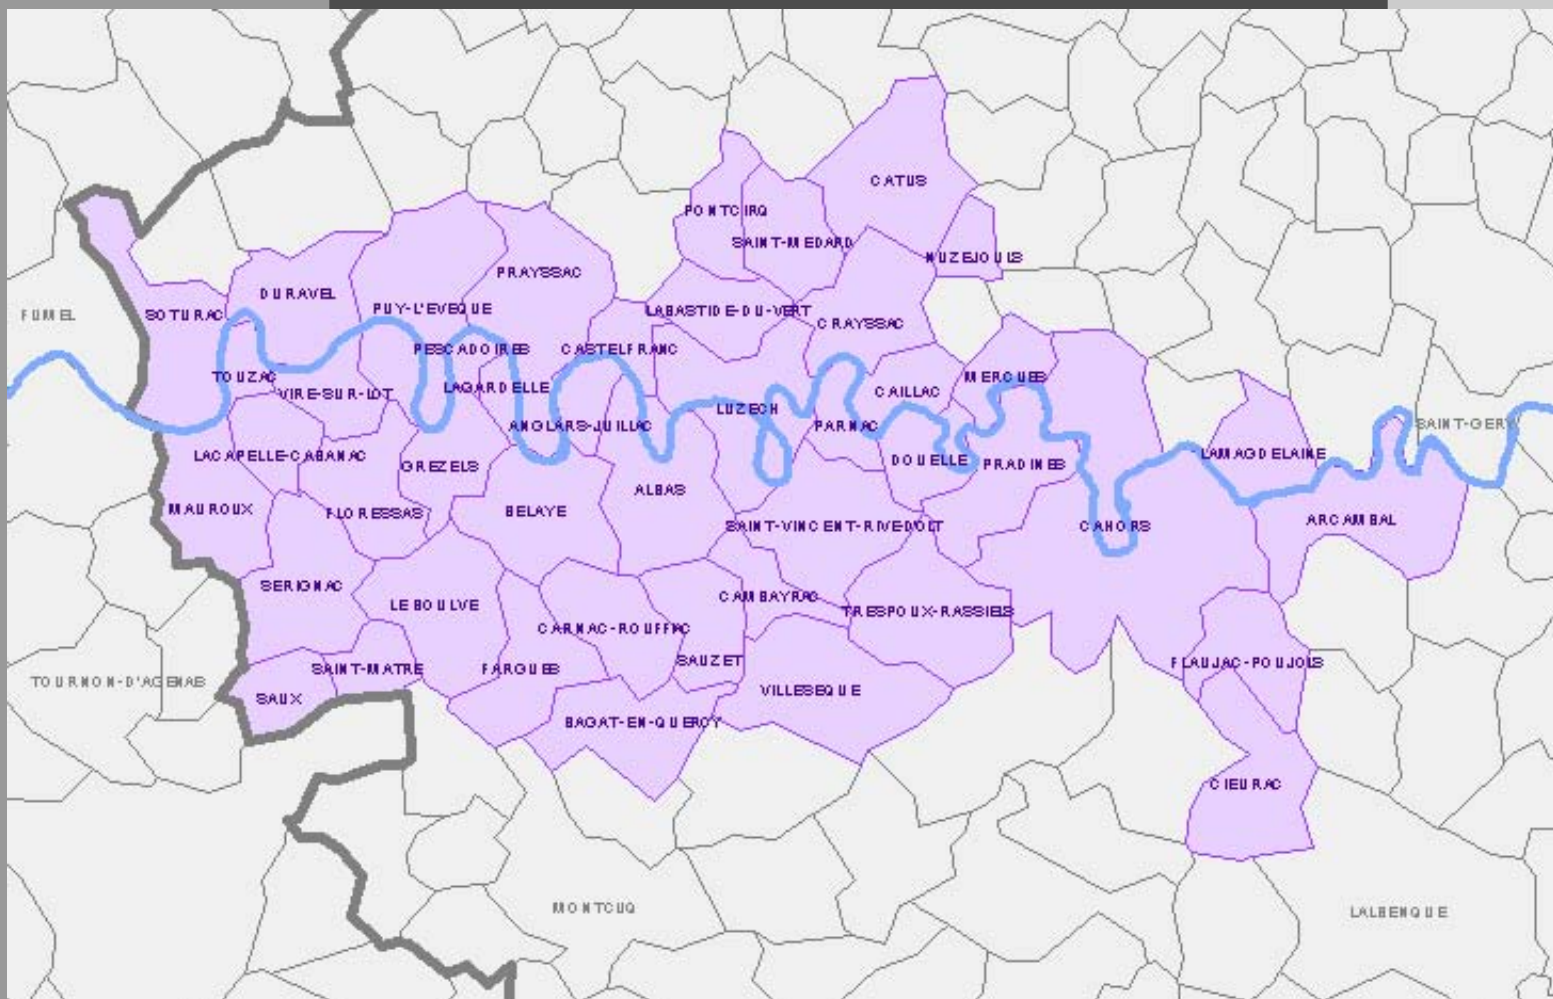 CATUS
PONTCIRQ
SAINT-MEDARD
NUZEJOULS
PRAYSSAC
DURAVEL
PUY-L'EVEQUE
LABASTIDE-DU-VERT
FUMEL
SOTURAC
CRAYSSAC
PESCADOIRES
CASTELFRANC
TOUZAC
MERCUES
LAGARDELLE
VIRE-SUR-LOT
CAILLAC
LUZECH
ANGLARS-JUILLAC
PARNAC
SAINT-GERY
LACAPELLE-CABANAC
LAMAGDELAINE
GREZELS
DOUELLE
PRADINES
ALBAS
MAUROUX
FLORESSAS
BELAYE
ARCAMBAL
SAINT-VINCENT-RIVE-D'OLT
CAHORS
SERIGNAC
CAMBAYRAC
LE BOULVE
TRESPOUX-RASSIELS
CARNAC-ROUFFIAC
SAUZET
FLAUJAC-POUJOLS
SAINT-MATRE
FARGUES
TOURNON-D'AGENAIS
VILLESEQUE
SAUX
BAGAT-EN-QUERCY
CIEURAC
MONTCUQ
LALBENQUE